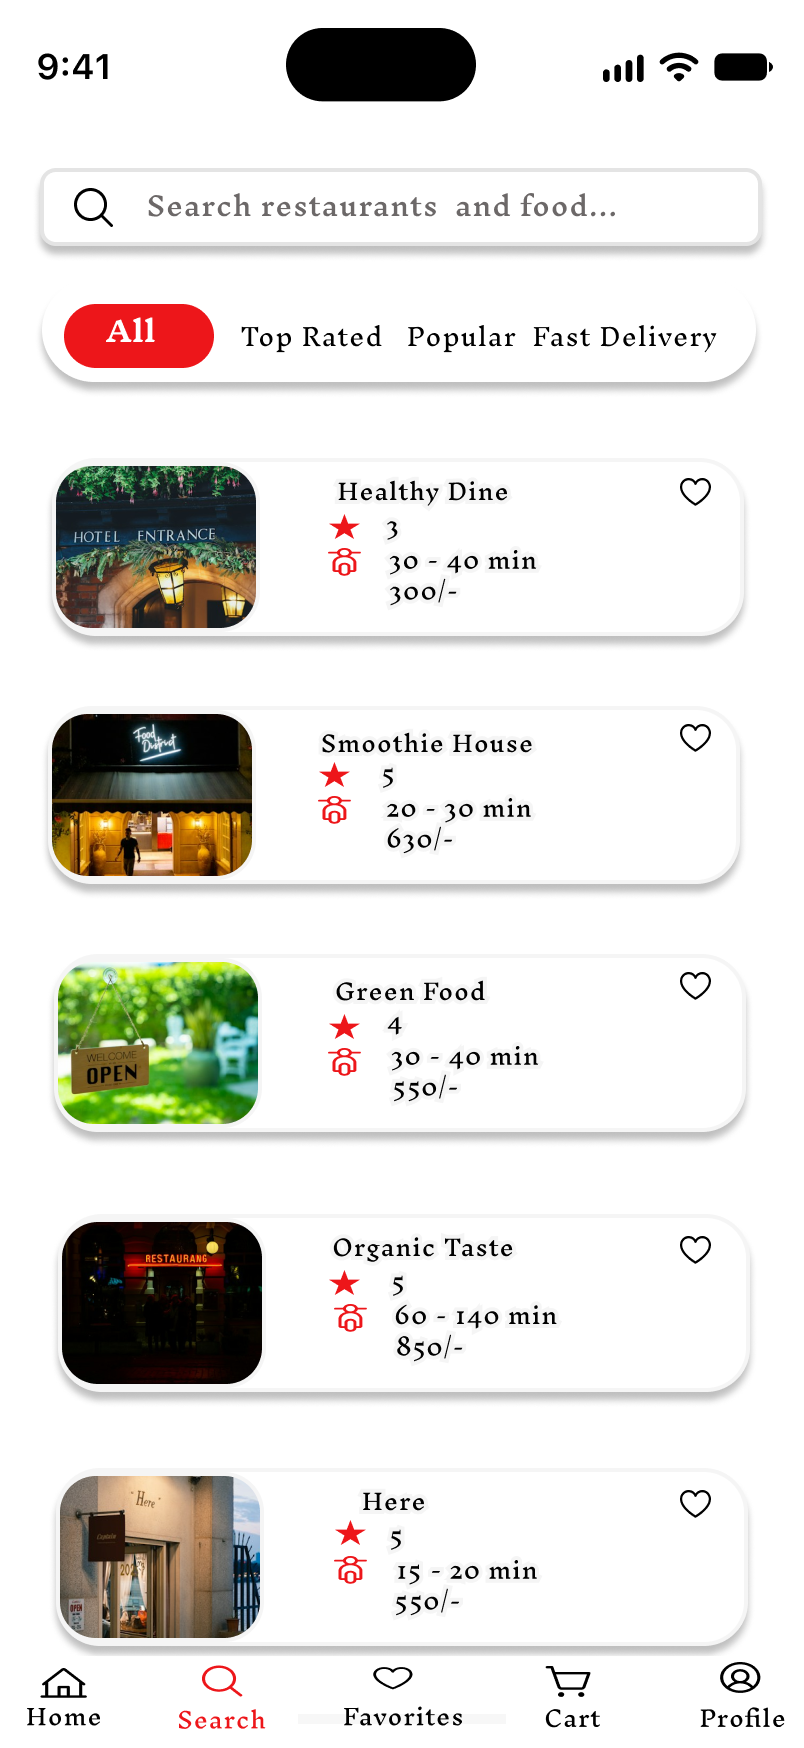 9:41
Search restaurants and food...
All Top Rated Popular Fast Delivery
HOTEL ENTRANCE
Healthy Dine
3
30 - 40 min
300/-
Food
District
Smoothie House
5
20 - 30 min
630/-
WELCOME
OPEN
Green Food
4
30 - 40 min
550/-
RESTAURANG
Organic Taste
5
60 - 140 min
850/-
"Here"
OPEN
Here
5
15 - 20 min
550/-
Home Search Favorites Cart Profile